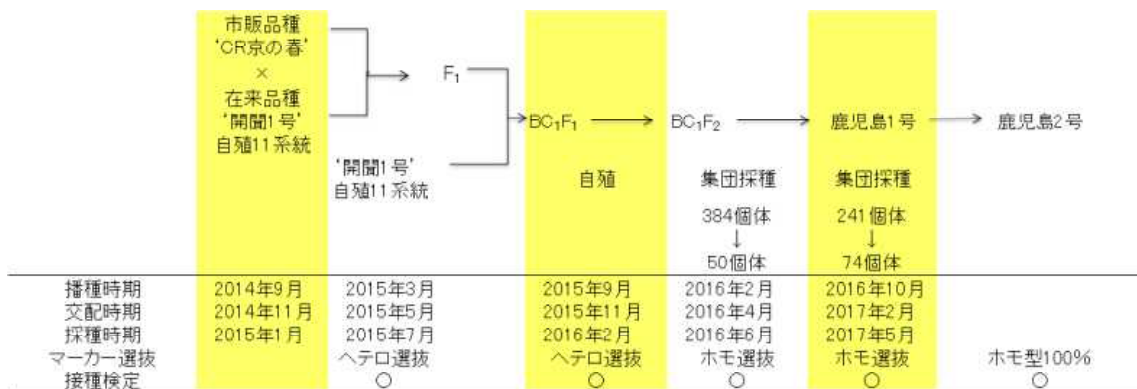 市販品種
‘CR京の春’
×
在来品種
‘開聞1号’
自殖11系統
F₁
‘開聞1号’
自殖11系統
BC₁F₁
自殖
BC₁F₂
集団採種
384個体
↓
50個体
鹿児島1号
集団採種
241個体
↓
74個体
鹿児島2号
播種時期 2014年9月 2015年3月 2015年9月 2016年2月 2016年10月
交配時期 2014年11月 2015年5月 2015年11月 2016年4月 2017年2月
採種時期 2015年1月 2015年7月 2016年2月 2016年6月 2017年5月
マーカー選抜 ヘテロ選抜 ヘテロ選抜 ホモ選抜 ホモ選抜 ホモ型100%
接種検定 ○ ○ ○ ○ ○